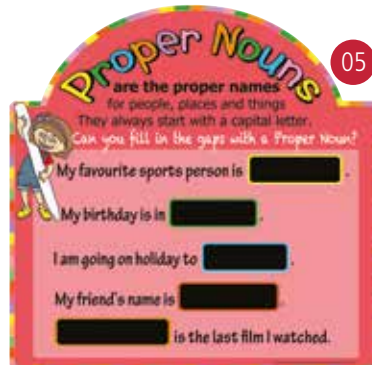 Proper Nouns
05
are the proper names
for people, places and things
They always start with a capital letter.
Can you fill in the gaps with a Proper Noun?
My favourite sports person is .
My birthday is in .
I am going on holiday to .
My friend's name is .
is the last film I watched.